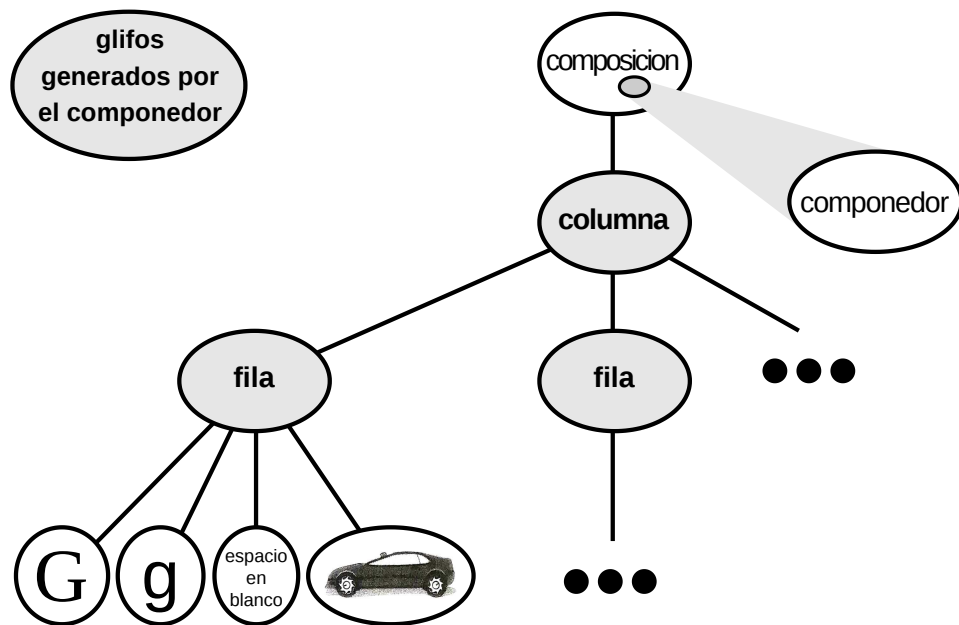 glifos
generados por
el componedor
composicion
componedor
columna
fila
fila
G
g
espacio
en
blanco